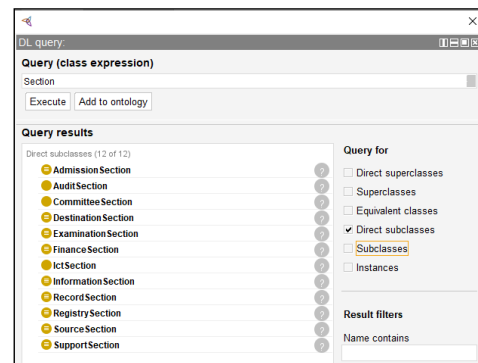 DL query:
Query (class expression)
Section
Execute Add to ontology
Query results
Direct subclasses (12 of 12)
AdmissionSection
AuditSection
CommitteeSection
DestinationSection
ExaminationSection
FinanceSection
IctSection
InformationSection
RecordSection
RegistrySection
SourceSection
SupportSection
Query for
Direct superclasses
Superclasses
Equivalent classes
Direct subclasses
Subclasses
Instances
Result filters
Name contains